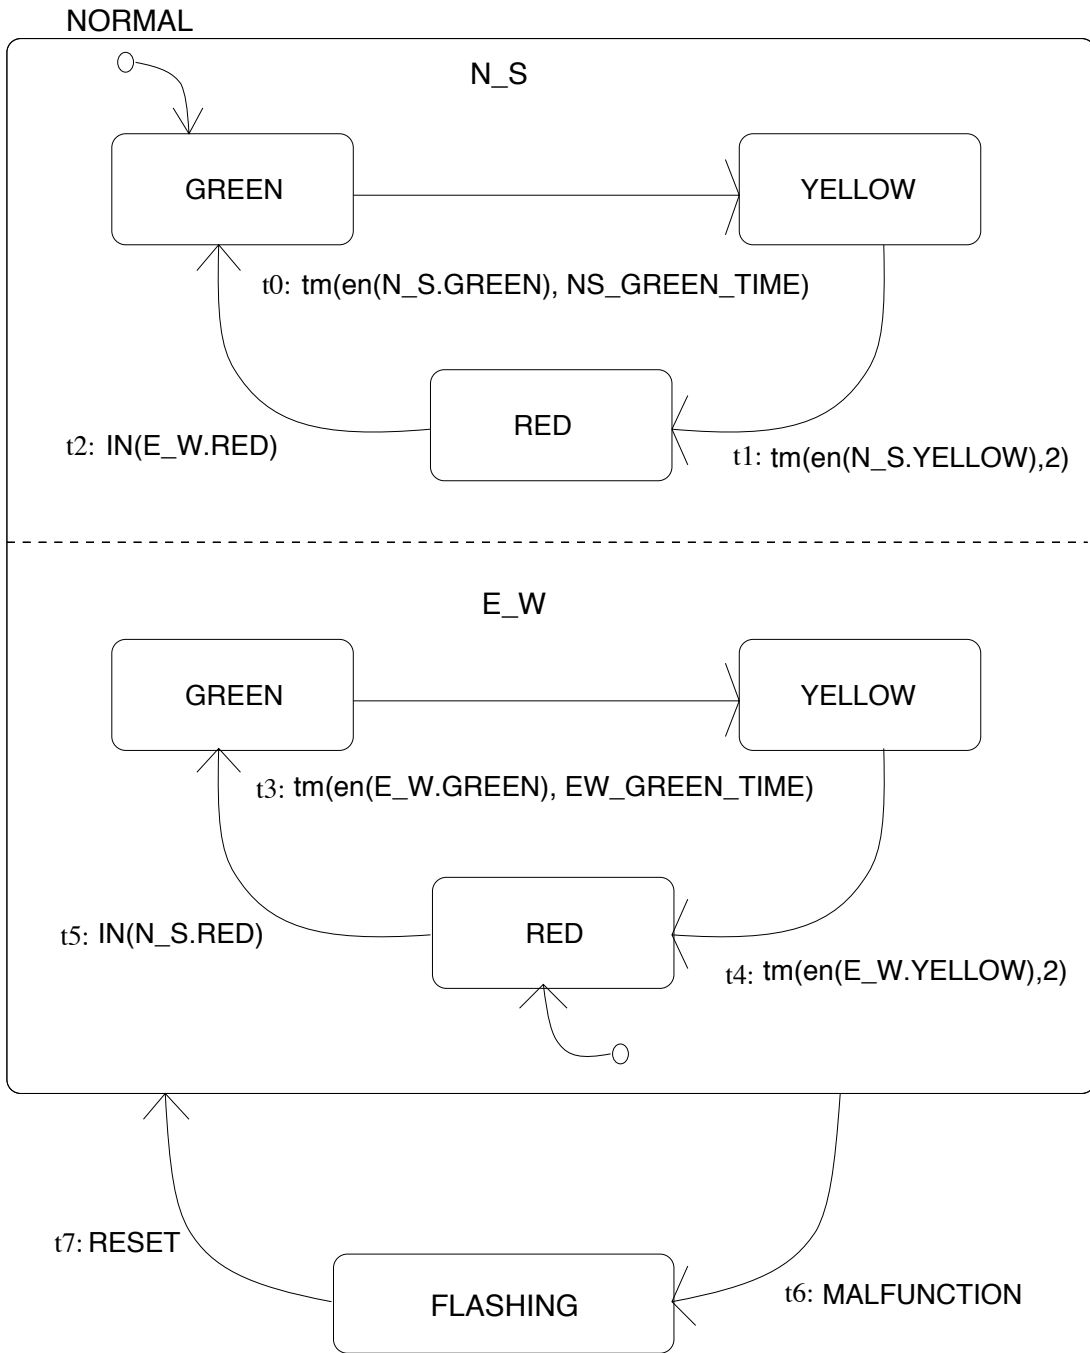 NORMAL
N_S
GREEN
YELLOW
t0: tm(en(N_S.GREEN), NS_GREEN_TIME)
RED
t2: IN(E_W.RED)
t1: tm(en(N_S.YELLOW),2)
E_W
GREEN
YELLOW
t3: tm(en(E_W.GREEN), EW_GREEN_TIME)
RED
t5: IN(N_S.RED)
t4: tm(en(E_W.YELLOW),2)
t7: RESET
FLASHING
t6: MALFUNCTION